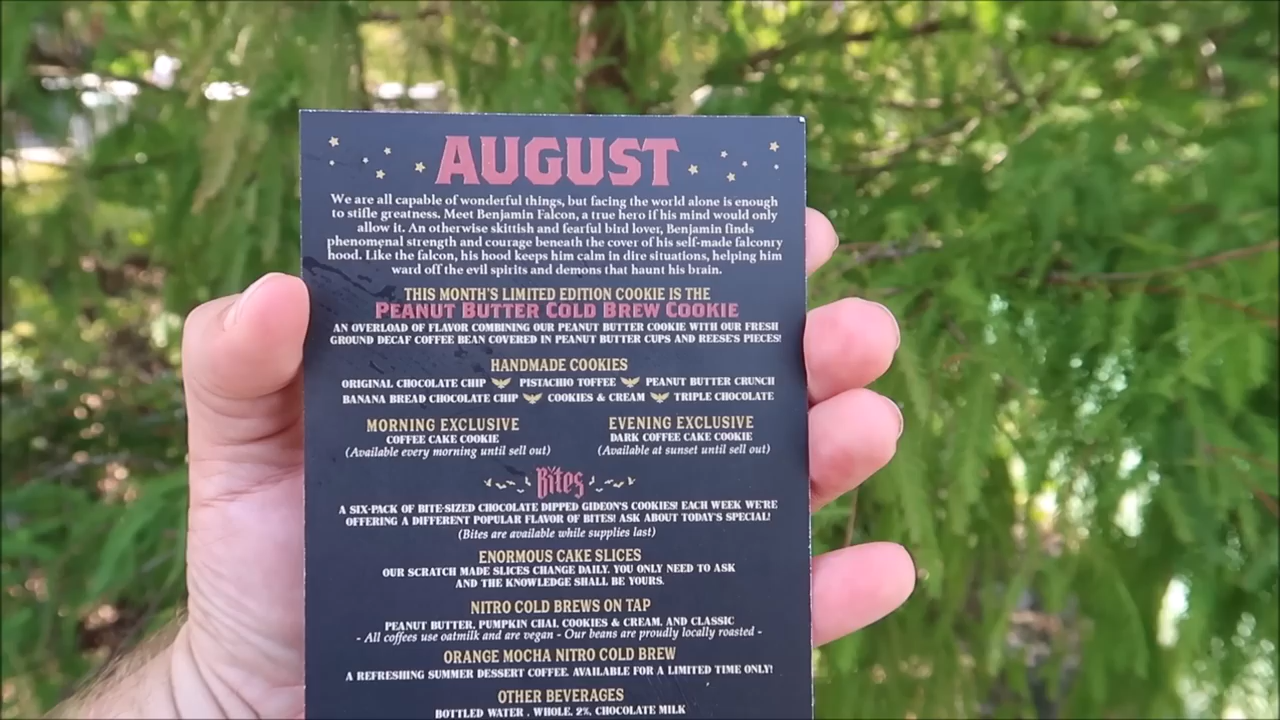 AUGUST
We are all capable of wonderful things, but facing the world alone is enough
to stifle greatness. Meet Benjamin Falcon, a true hero if his mind would only
allow it. An otherwise skittish and fearful bird lover, Benjamin finds
phenomenal strength and courage beneath the cover of his self-made falconry
hood. Like the falcon, his hood keeps him calm in dire situations, helping him
ward off the evil spirits and demons that haunt his brain.
THIS MONTH'S LIMITED EDITION COOKIE IS THE
PEANUT BUTTER COLD BREW COOKIE
AN OVERLOAD OF FLAVOR COMBINING OUR PEANUT BUTTER COOKIE WITH OUR FRESH
GROUND DECAF COFFEE BEAN COVERED IN PEANUT BUTTER CUPS AND REESE'S PIECES!
HANDMADE COOKIES
ORIGINAL CHOCOLATE CHIP PISTACHIO TOFFEE PEANUT BUTTER CRUNCH
BANANA BREAD CHOCOLATE CHIP COOKIES & CREAM TRIPLE CHOCOLATE
MORNING EXCLUSIVE EVENING EXCLUSIVE
COFFEE CAKE COOKIE DARK COFFEE CAKE COOKIE
(Available every morning until sell out) (Available at sunset until sell out)
Bites
A SIX-PACK OF BITE-SIZED CHOCOLATE DIPPED GIDEON'S COOKIES! EACH WEEK WE'RE
OFFERING A DIFFERENT POPULAR FLAVOR OF BITES! ASK ABOUT TODAY'S SPECIAL!
(Bites are available while supplies last)
ENORMOUS CAKE SLICES
OUR SCRATCH MADE SLICES CHANGE DAILY. YOU ONLY NEED TO ASK
AND THE KNOWLEDGE SHALL BE YOURS.
NITRO COLD BREWS ON TAP
PEANUT BUTTER, PUMPKIN CHAI, COOKIES & CREAM, AND CLASSIC
- All coffees use oatmilk and are vegan - Our beans are proudly locally roasted -
ORANGE MOCHA NITRO COLD BREW
A REFRESHING SUMMER DESSERT COFFEE. AVAILABLE FOR A LIMITED TIME ONLY!
OTHER BEVERAGES
BOTTLED WATER . WHOLE, 2%, CHOCOLATE MILK